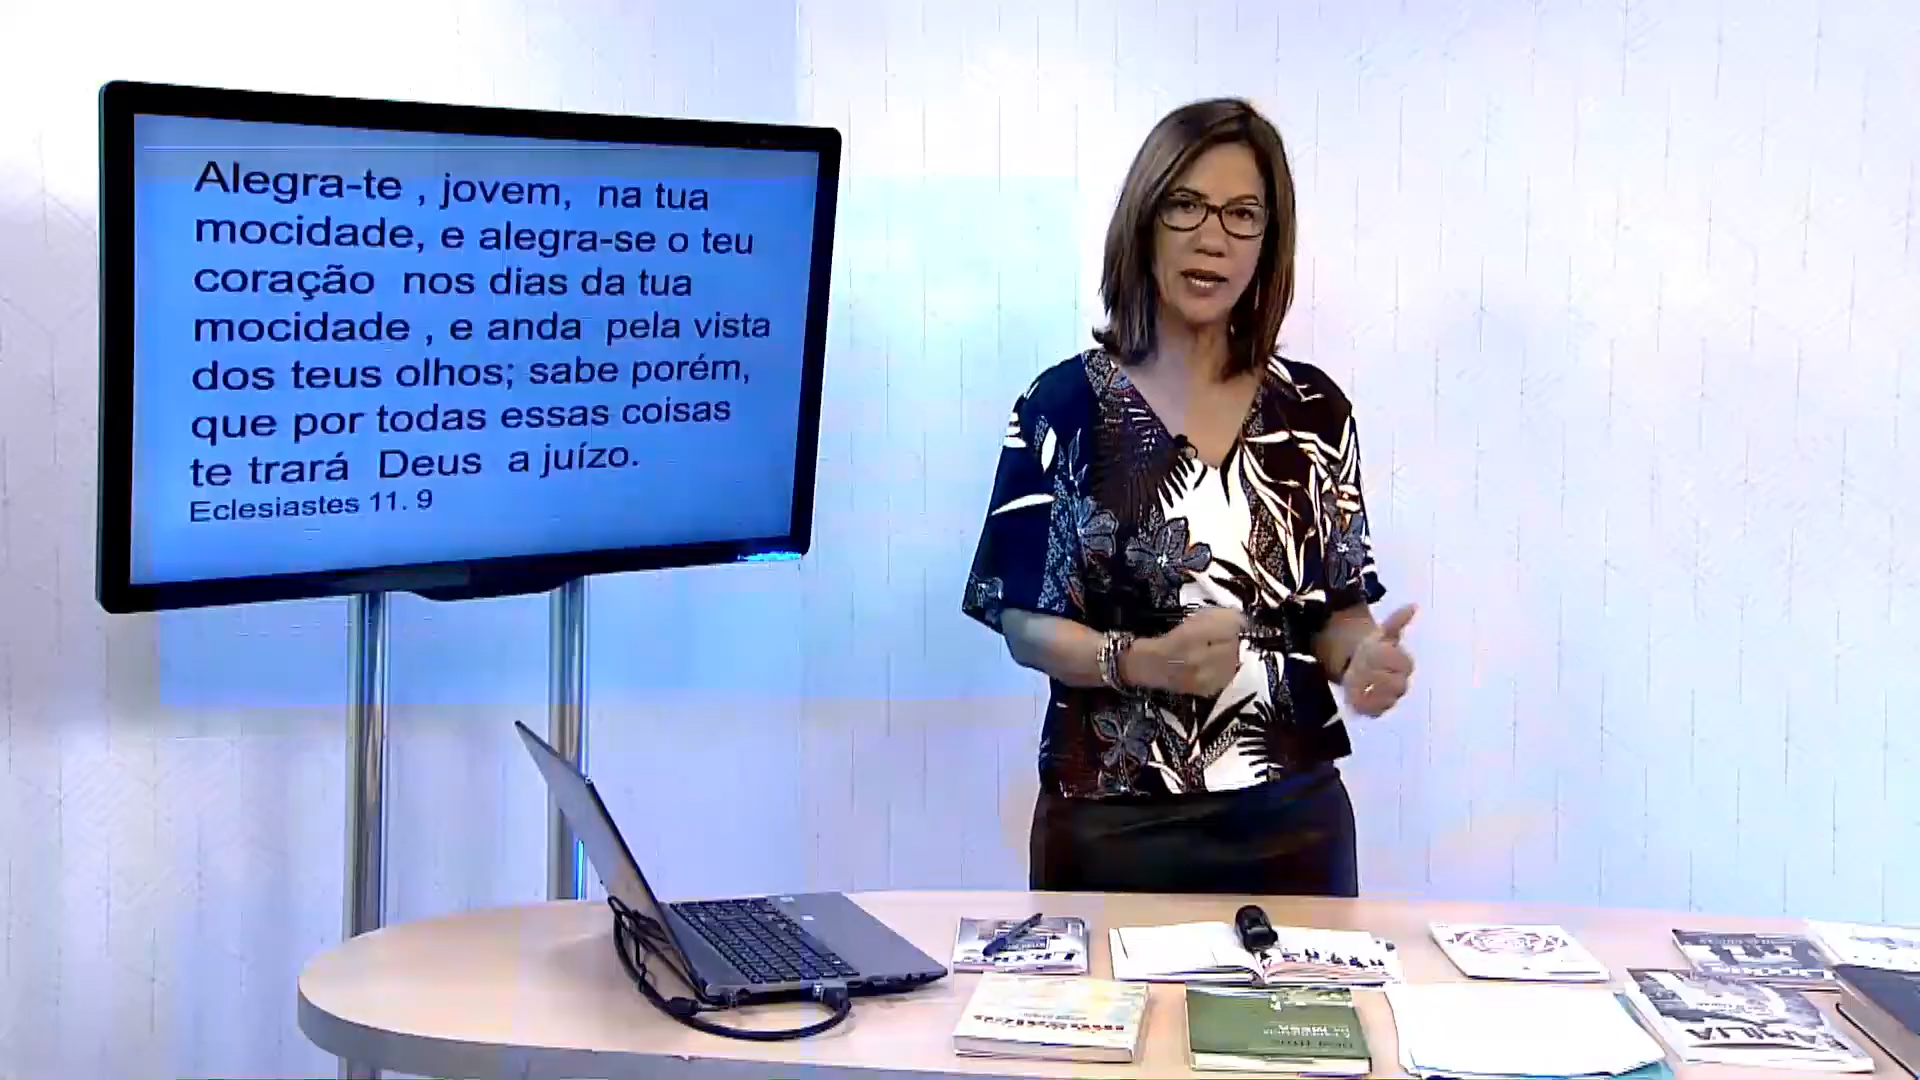 Alegra-te , jovem, na tua
mocidade, e alegra-se o teu
coração nos dias da tua
mocidade , e anda pela vista
dos teus olhos; sabe porém,
que por todas essas coisas
te trará Deus a juízo.
Eclesiastes 11. 9